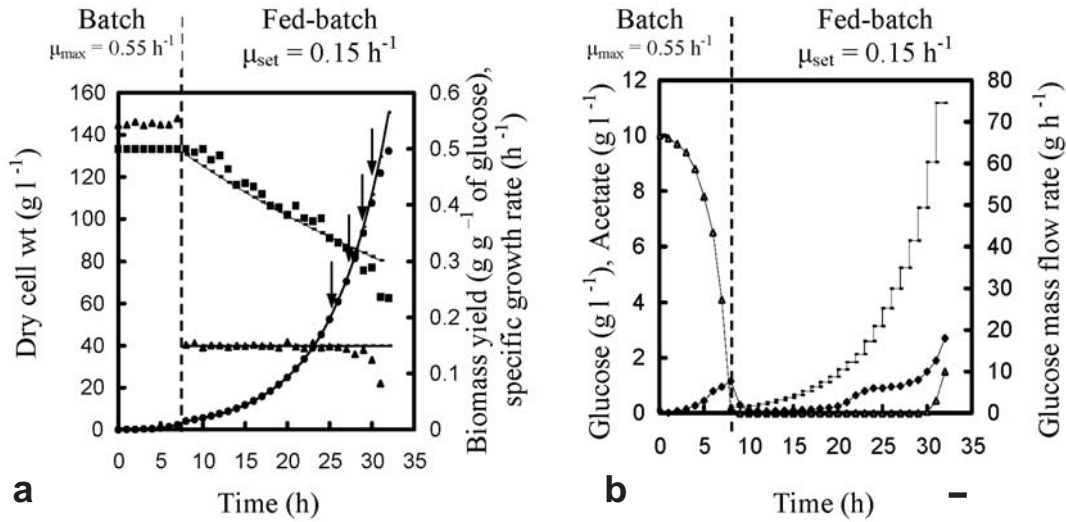 Batch
μmax = 0.55 h-1
Fed-batch
μset = 0.15 h-1
160
140
120
100
80
60
40
20
0
Dry cell wt (g l-1)
0.6
0.5
0.4
0.3
0.2
0.1
0
Biomass yield (g g-1 of glucose),
specific growth rate (h-1)
0 5 10 15 20 25 30 35
Time (h)
a
Batch
μmax = 0.55 h-1
Fed-batch
μset = 0.15 h-1
12
10
8
6
4
2
0
Glucose (g l-1), Acetate (g l-1)
80
70
60
50
40
30
20
10
0
Glucose mass flow rate (g h-1)
0 5 10 15 20 25 30 35
Time (h)
b